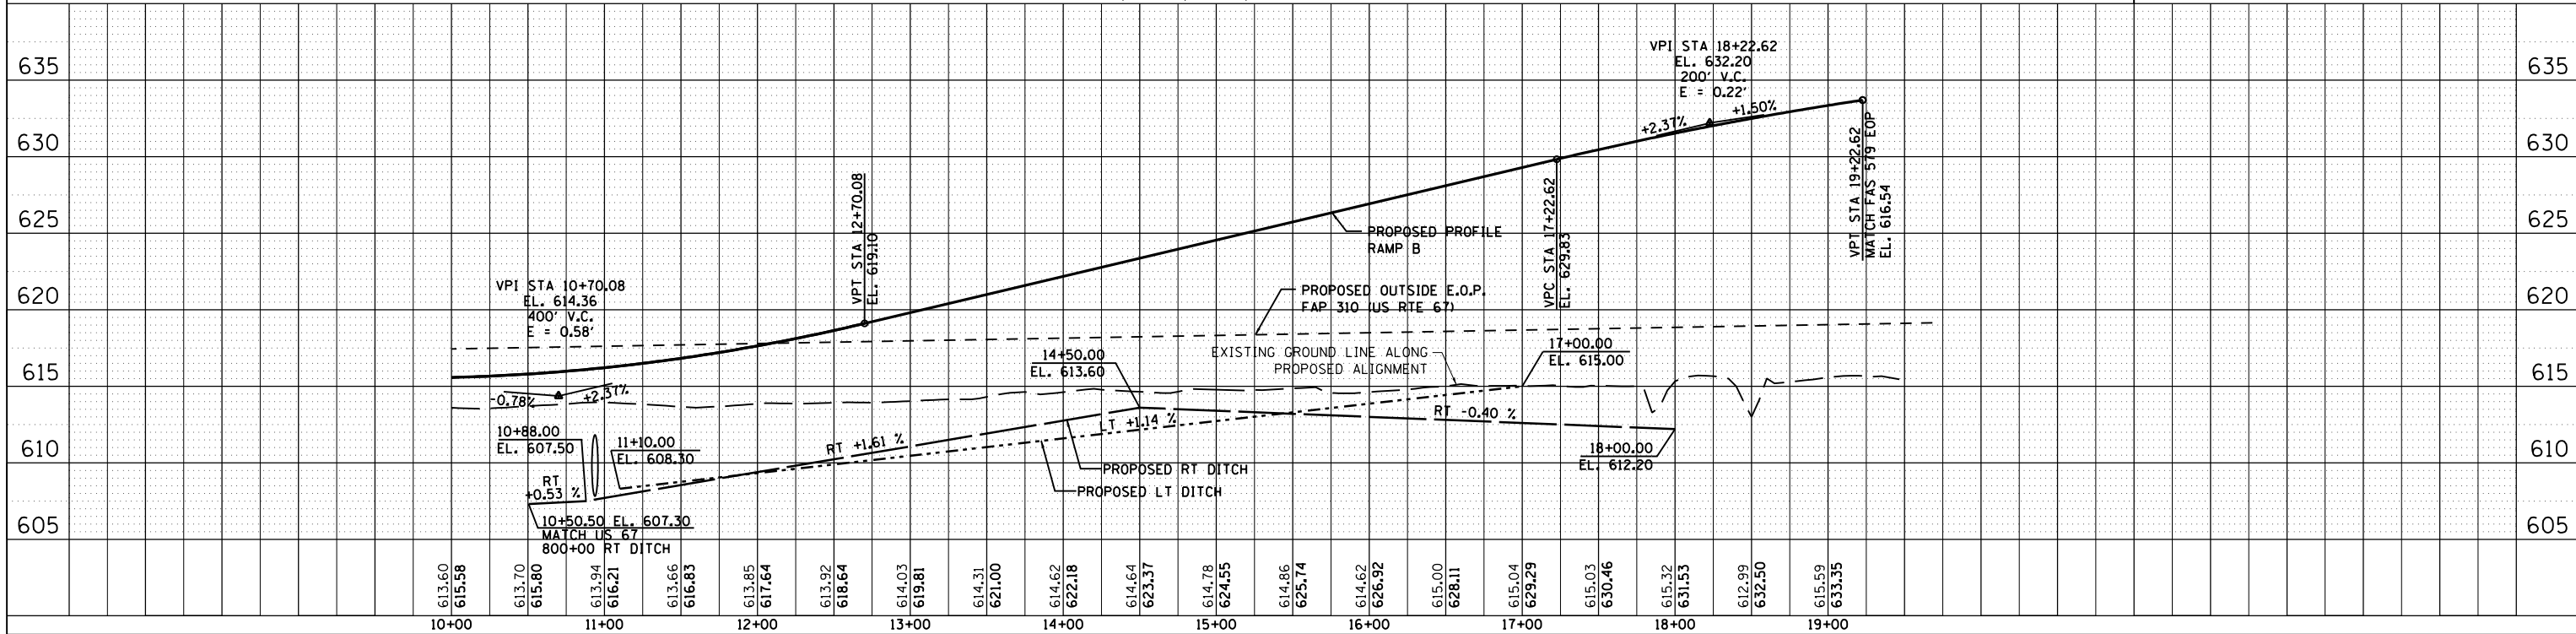 635
630
625
620
615
610
605
635
630
625
620
615
610
605
VPI STA 10+70.08
EL. 614.36
400' V.C.
E = 0.58'
-0.78%
+2.37%
VPT STA 12+70.08
EL. 619.10
VPI STA 18+22.62
EL. 632.20
200' V.C.
E = 0.22'
+2.37%
+1.50%
VPC STA 17+22.62
EL. 629.83
VPT STA 19+22.62
MATCH FAS 579 EOP
EL. 616.54
PROPOSED PROFILE
RAMP B
PROPOSED OUTSIDE E.O.P.
FAP 310 (US RTE 67)
EXISTING GROUND LINE ALONG
PROPOSED ALIGNMENT
14+50.00
EL. 613.60
17+00.00
EL. 615.00
10+88.00
EL. 607.50
11+10.00
EL. 608.30
RT +1.61 %
LT +1.14 %
RT -0.40 %
18+00.00
EL. 612.20
PROPOSED RT DITCH
PROPOSED LT DITCH
RT
+0.53 %
10+50.50 EL. 607.30
MATCH US 67
800+00 RT DITCH
613.60
615.58
613.70
615.80
613.94
616.21
613.66
616.83
613.85
617.64
613.92
618.64
614.03
619.81
614.31
621.00
614.62
622.18
614.64
623.37
614.78
624.55
614.86
625.74
614.62
626.92
615.00
628.11
615.04
629.29
615.03
630.46
615.32
631.53
612.99
632.50
615.59
633.35
10+00
11+00
12+00
13+00
14+00
15+00
16+00
17+00
18+00
19+00